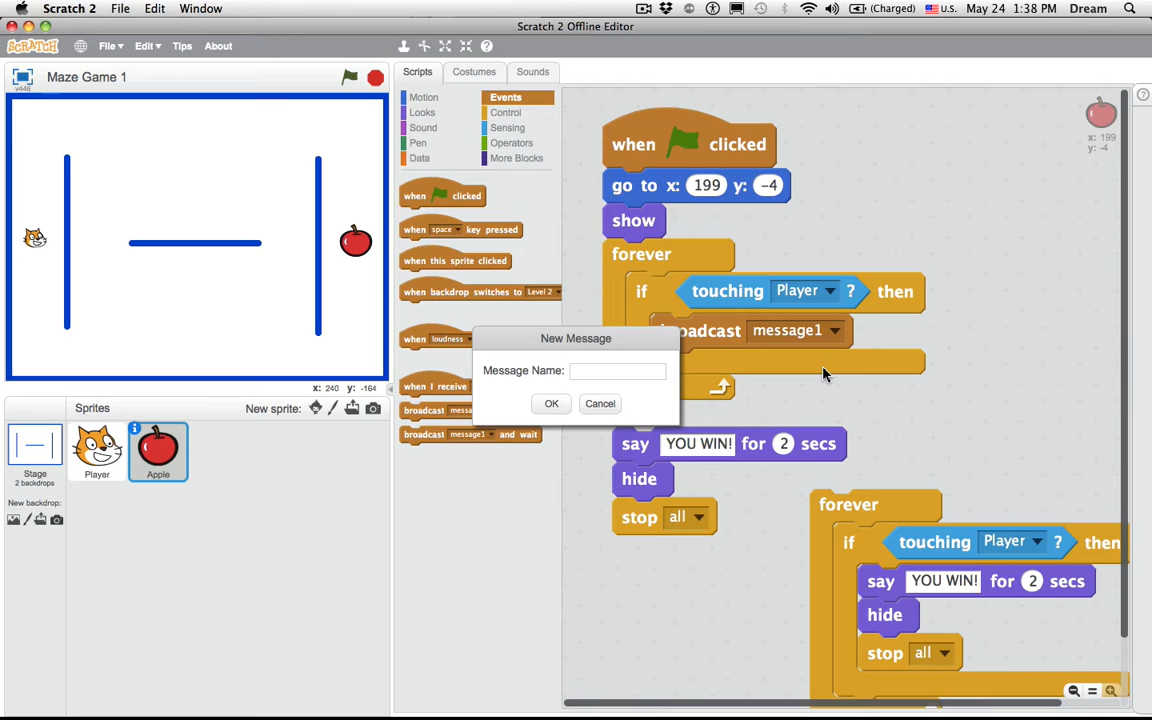 Scratch 2 File Edit Window (Charged) U.S. May 24 1:38 PM Dream
Scratch 2 Offline Editor
SCRATCH File Edit Tips About
v446 Maze Game 1
Scripts Costumes Sounds
Motion Events
Looks Control
Sound Sensing
Pen Operators
Data More Blocks
when clicked
when space key pressed
when this sprite clicked
when backdrop switches to Level 2
when loudness
when I receive
broadcast
broadcast message1 and wait
x: 240 y: -164
Sprites New sprite:
Stage
2 backdrops
New backdrop:
Player
Apple
when clicked
go to x: 199 y: -4
show
forever
if touching Player ? then
broadcast message1
say YOU WIN! for 2 secs
hide
stop all
forever
if touching Player ? then
say YOU WIN! for 2 secs
hide
stop all
x: 199
y: -4
New Message
Message Name:
OK Cancel